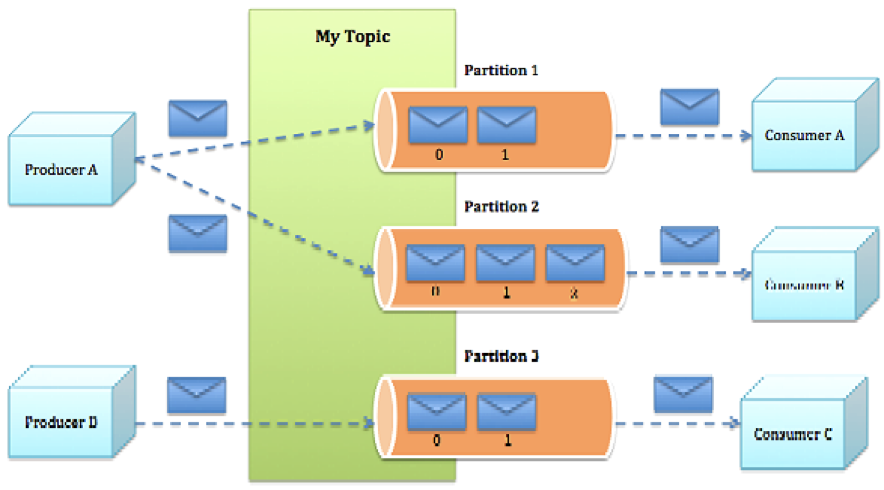 My Topic
Partition 1
Producer A
0 1
Consumer A
Partition 2
0 1 2
Consumer B
Partition 3
Producer D
0 1
Consumer C